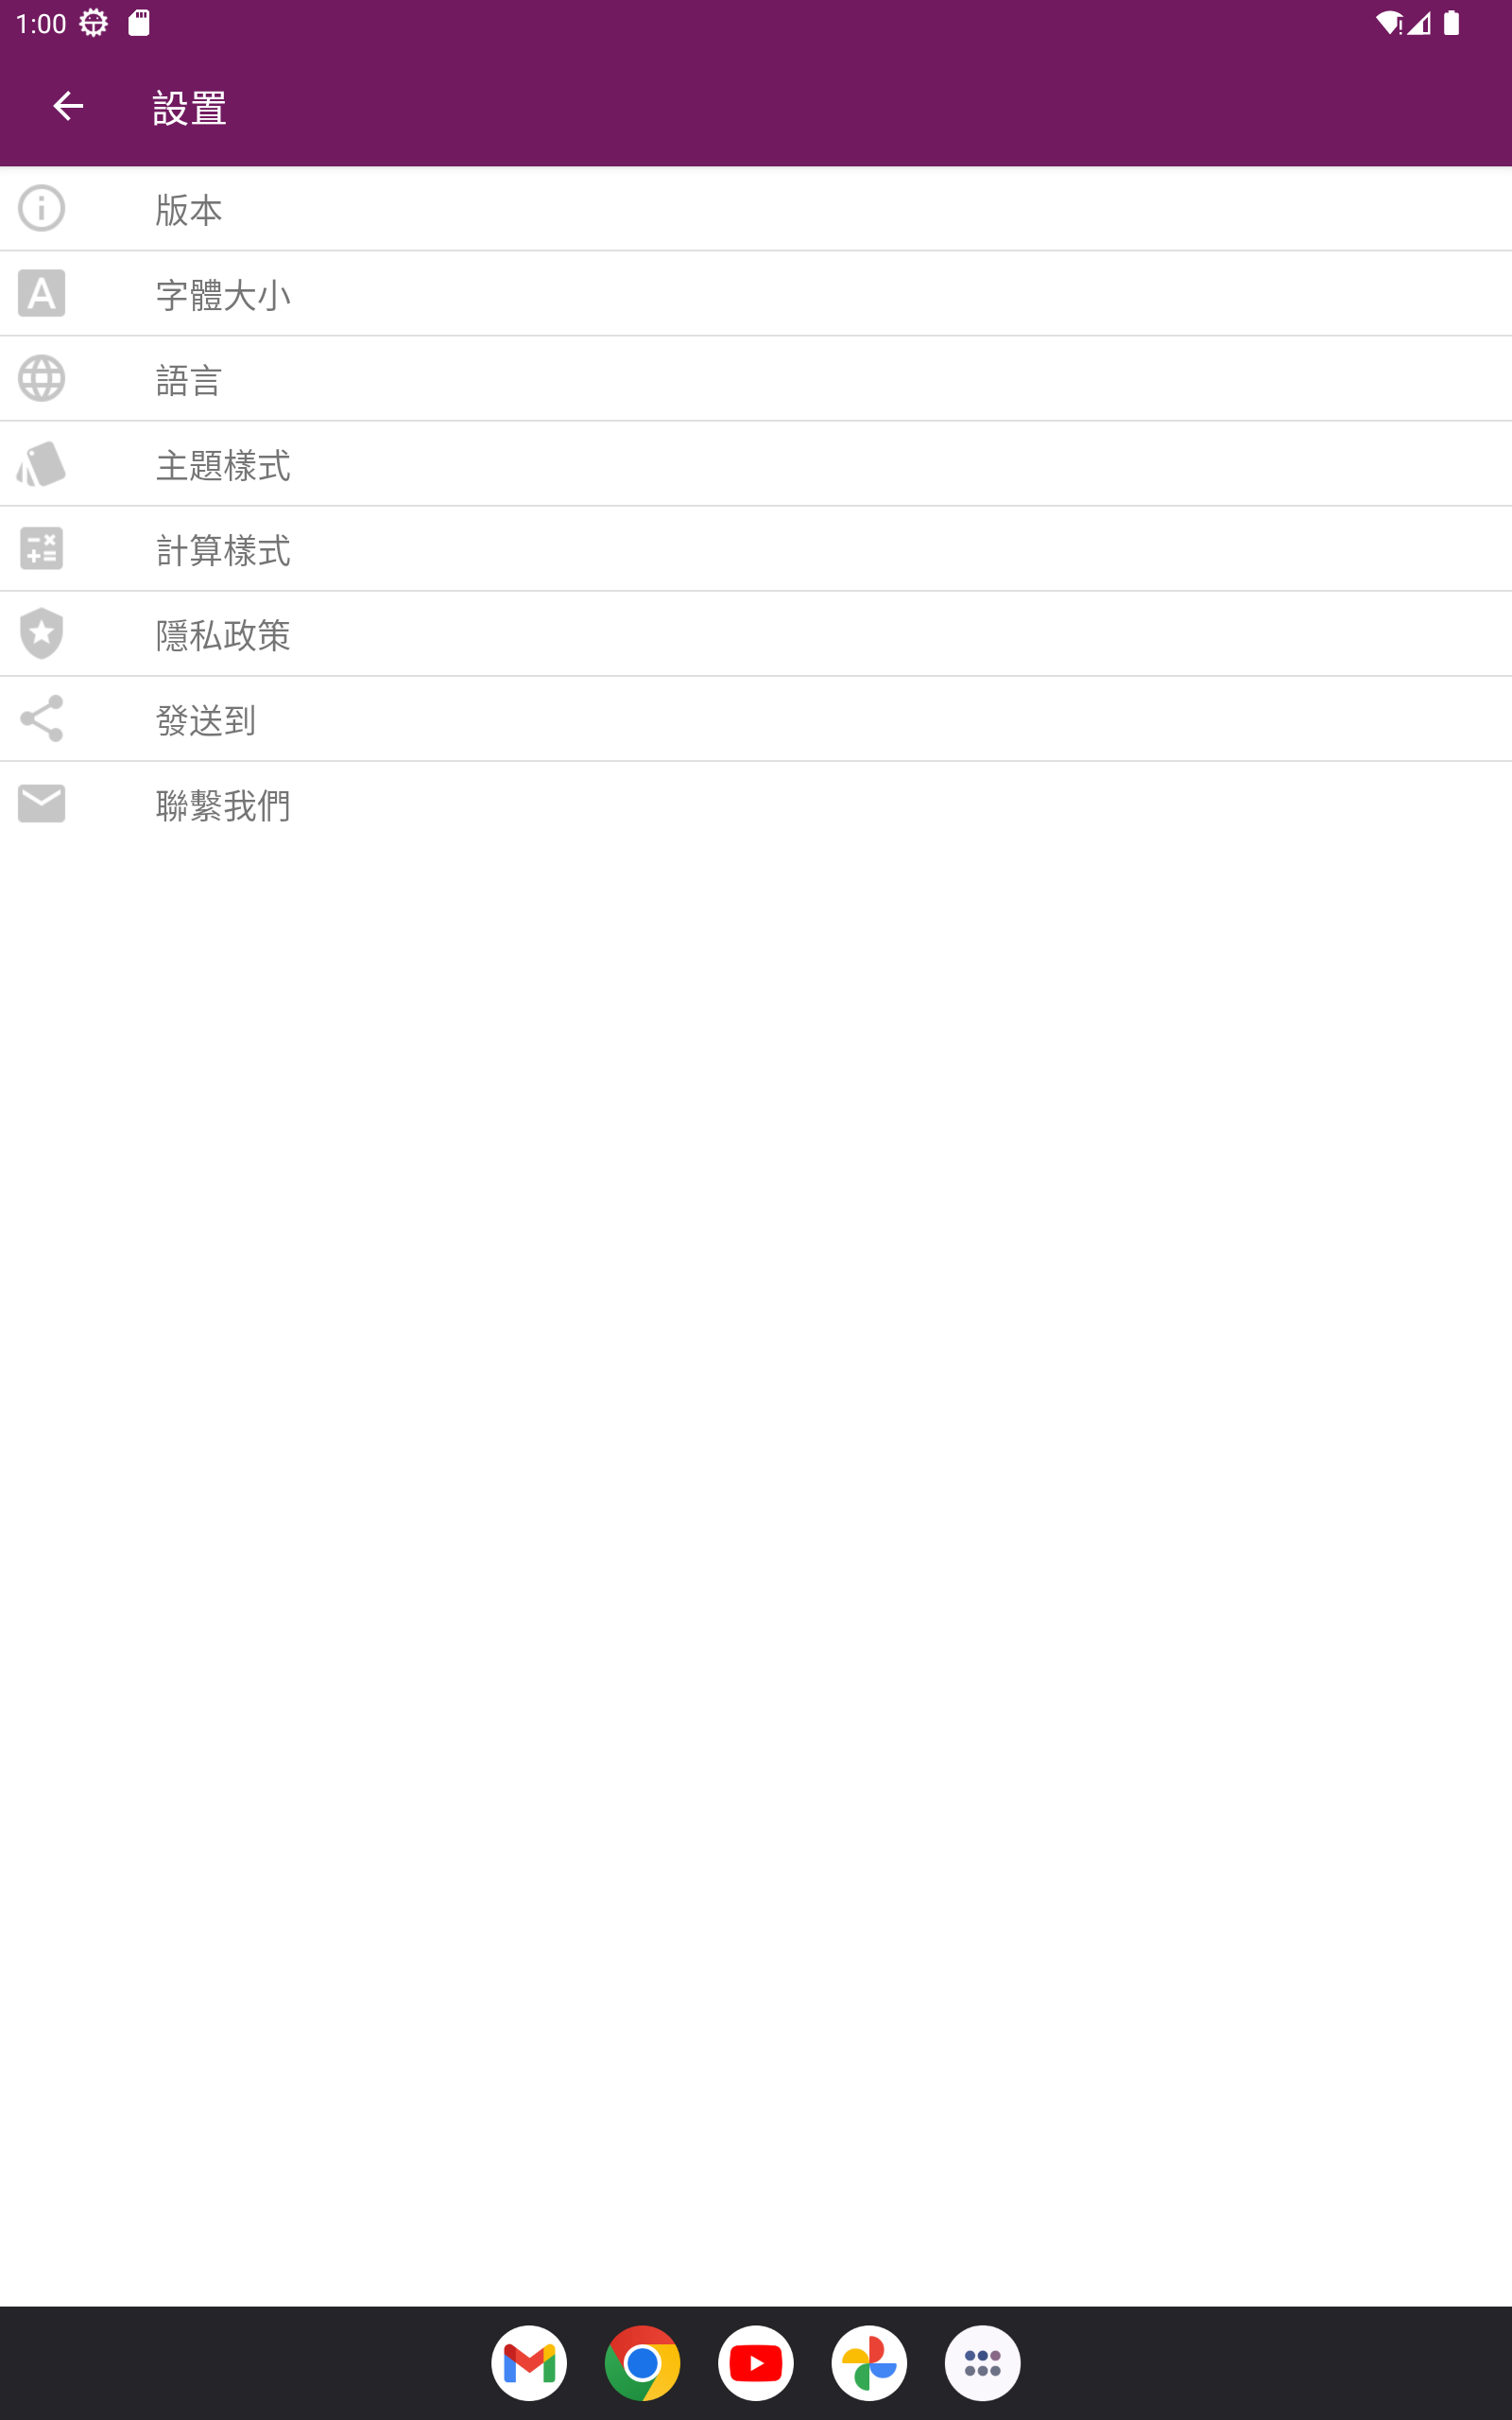 1:00
設置
版本
字體大小
語言
主題樣式
計算樣式
隱私政策
發送到
聯繫我們